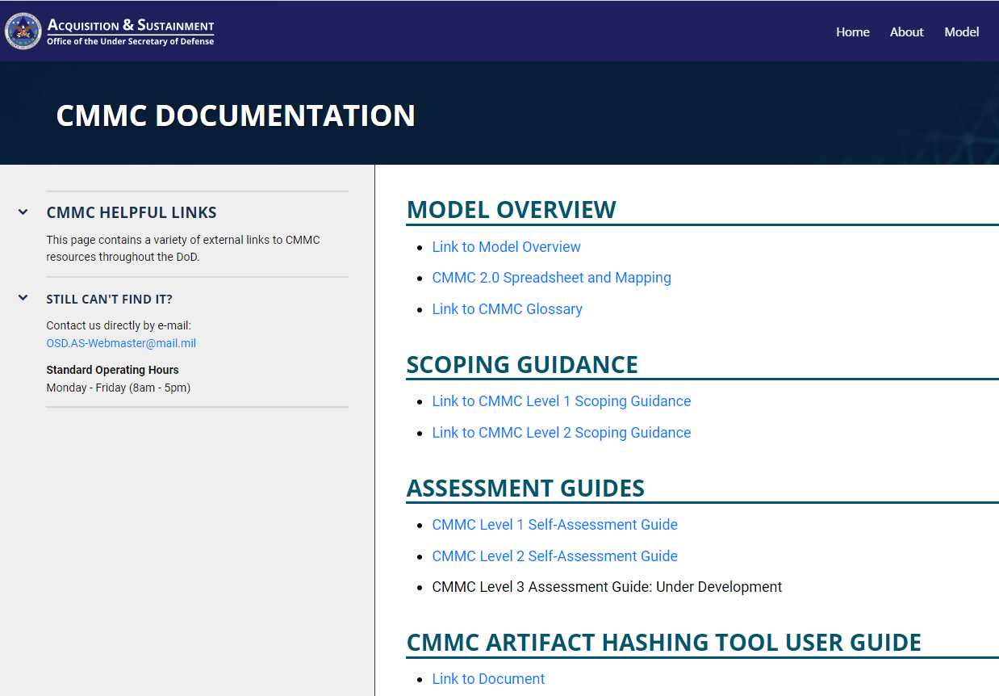 ACQUISITION & SUSTAINMENT
Office of the Under Secretary of Defense
Home About Model
CMMC DOCUMENTATION
CMMC HELPFUL LINKS
This page contains a variety of external links to CMMC
resources throughout the DoD.
STILL CAN'T FIND IT?
Contact us directly by e-mail:
OSD.AS-Webmaster@mail.mil
Standard Operating Hours
Monday - Friday (8am - 5pm)
MODEL OVERVIEW
Link to Model Overview
CMMC 2.0 Spreadsheet and Mapping
Link to CMMC Glossary
SCOPING GUIDANCE
Link to CMMC Level 1 Scoping Guidance
Link to CMMC Level 2 Scoping Guidance
ASSESSMENT GUIDES
CMMC Level 1 Self-Assessment Guide
CMMC Level 2 Self-Assessment Guide
CMMC Level 3 Assessment Guide: Under Development
CMMC ARTIFACT HASHING TOOL USER GUIDE
Link to Document